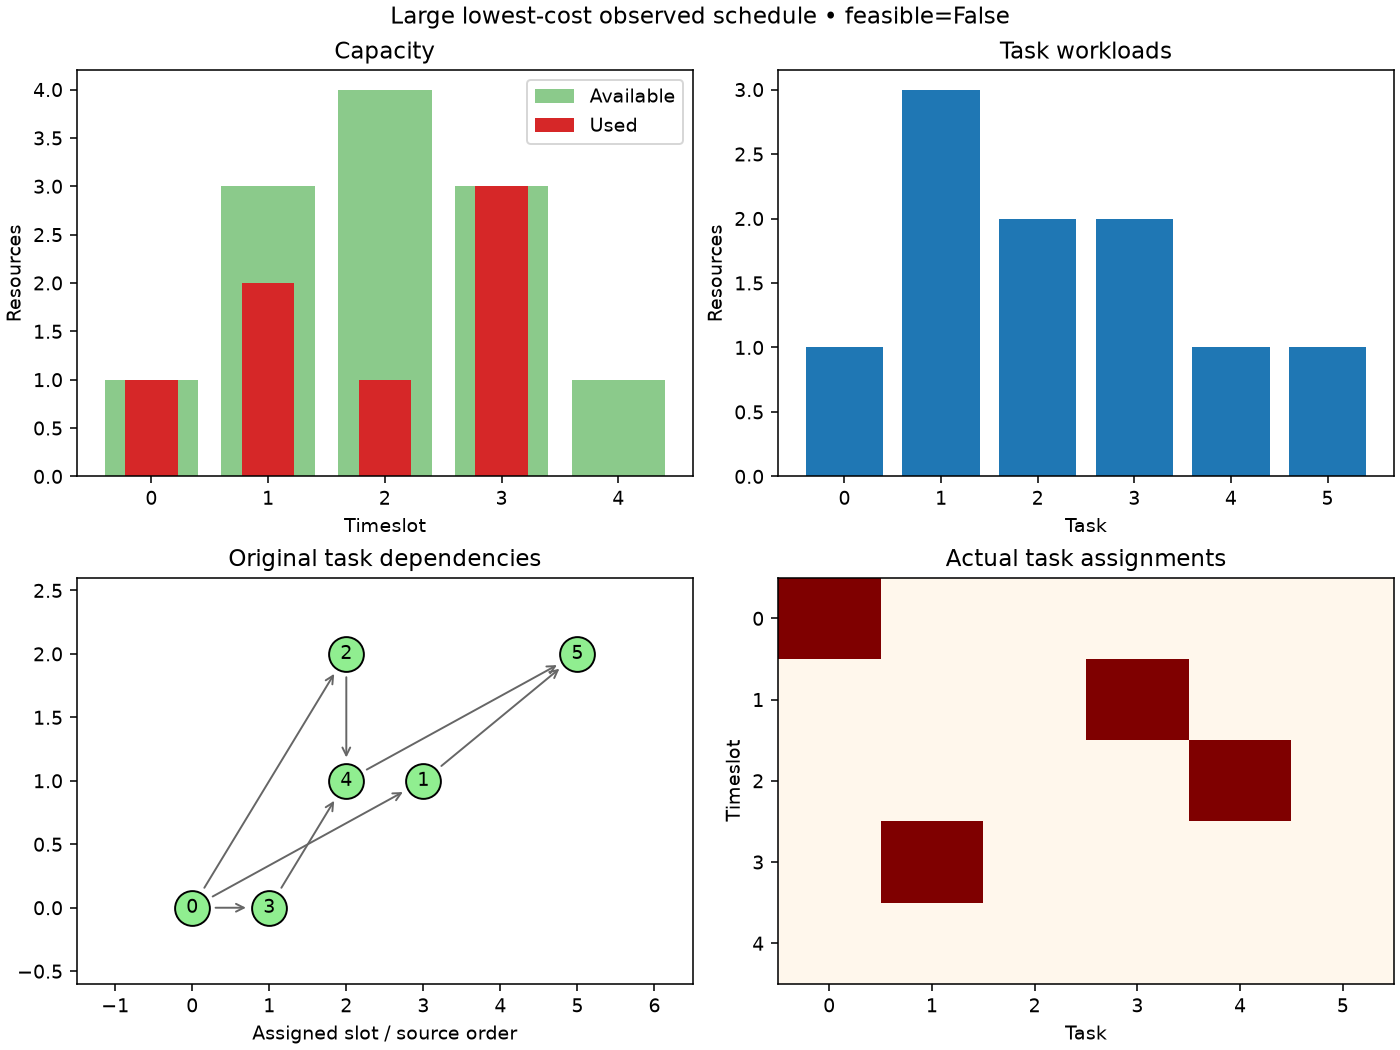 Large lowest-cost observed schedule • feasible=False
Capacity
Resources
4.0
3.5
3.0
2.5
2.0
1.5
1.0
0.5
0.0
Available
Used
0 1 2 3 4
Timeslot
Task workloads
Resources
3.0
2.5
2.0
1.5
1.0
0.5
0.0
0 1 2 3 4 5
Task
Original task dependencies
2.5
2.0
1.5
1.0
0.5
0.0
−0.5
2 5
4 1
0 3
−1 0 1 2 3 4 5 6
Assigned slot / source order
Actual task assignments
Timeslot
0
1
2
3
4
0 1 2 3 4 5
Task